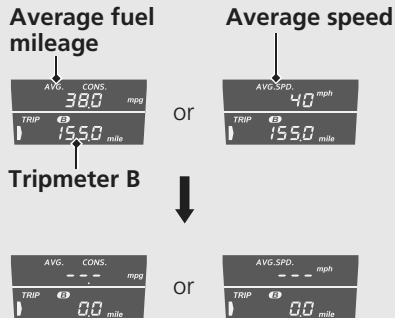 Average fuel mileage
Average speed
AVG. CONS.
38.0 mpg
TRIP B
155.0 mile
or
AVG.SPD.
40 mph
TRIP B
155.0 mile
Tripmeter B
AVG. CONS.
--.- mpg
TRIP B
0.0 mile
or
AVG.SPD.
--- mph
TRIP B
0.0 mile